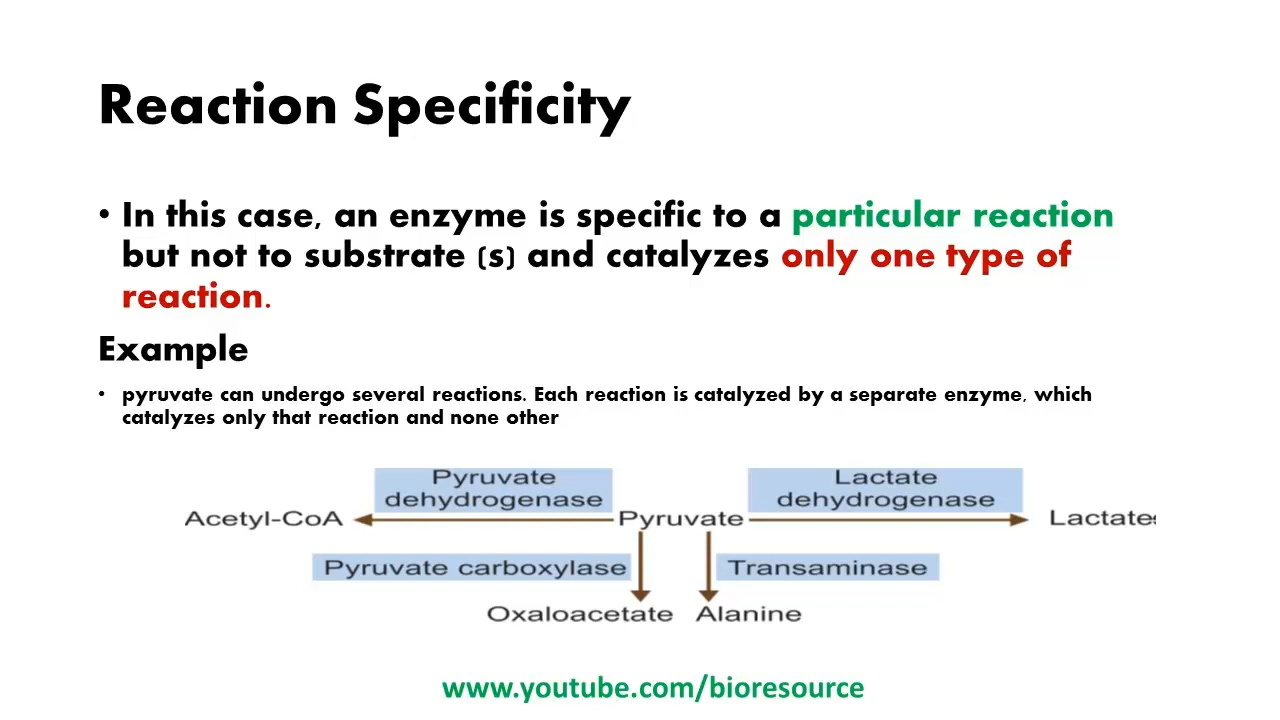 Reaction Specificity
• In this case, an enzyme is specific to a particular reaction
but not to substrate (s) and catalyzes only one type of
reaction.
Example
• pyruvate can undergo several reactions. Each reaction is catalyzed by a separate enzyme, which
catalyzes only that reaction and none other
Pyruvate
dehydrogenase
Lactate
dehydrogenase
Acetyl-CoA
Pyruvate
Lactate
Pyruvate carboxylase
Transaminase
Oxaloacetate
Alanine
www.youtube.com/bioresource